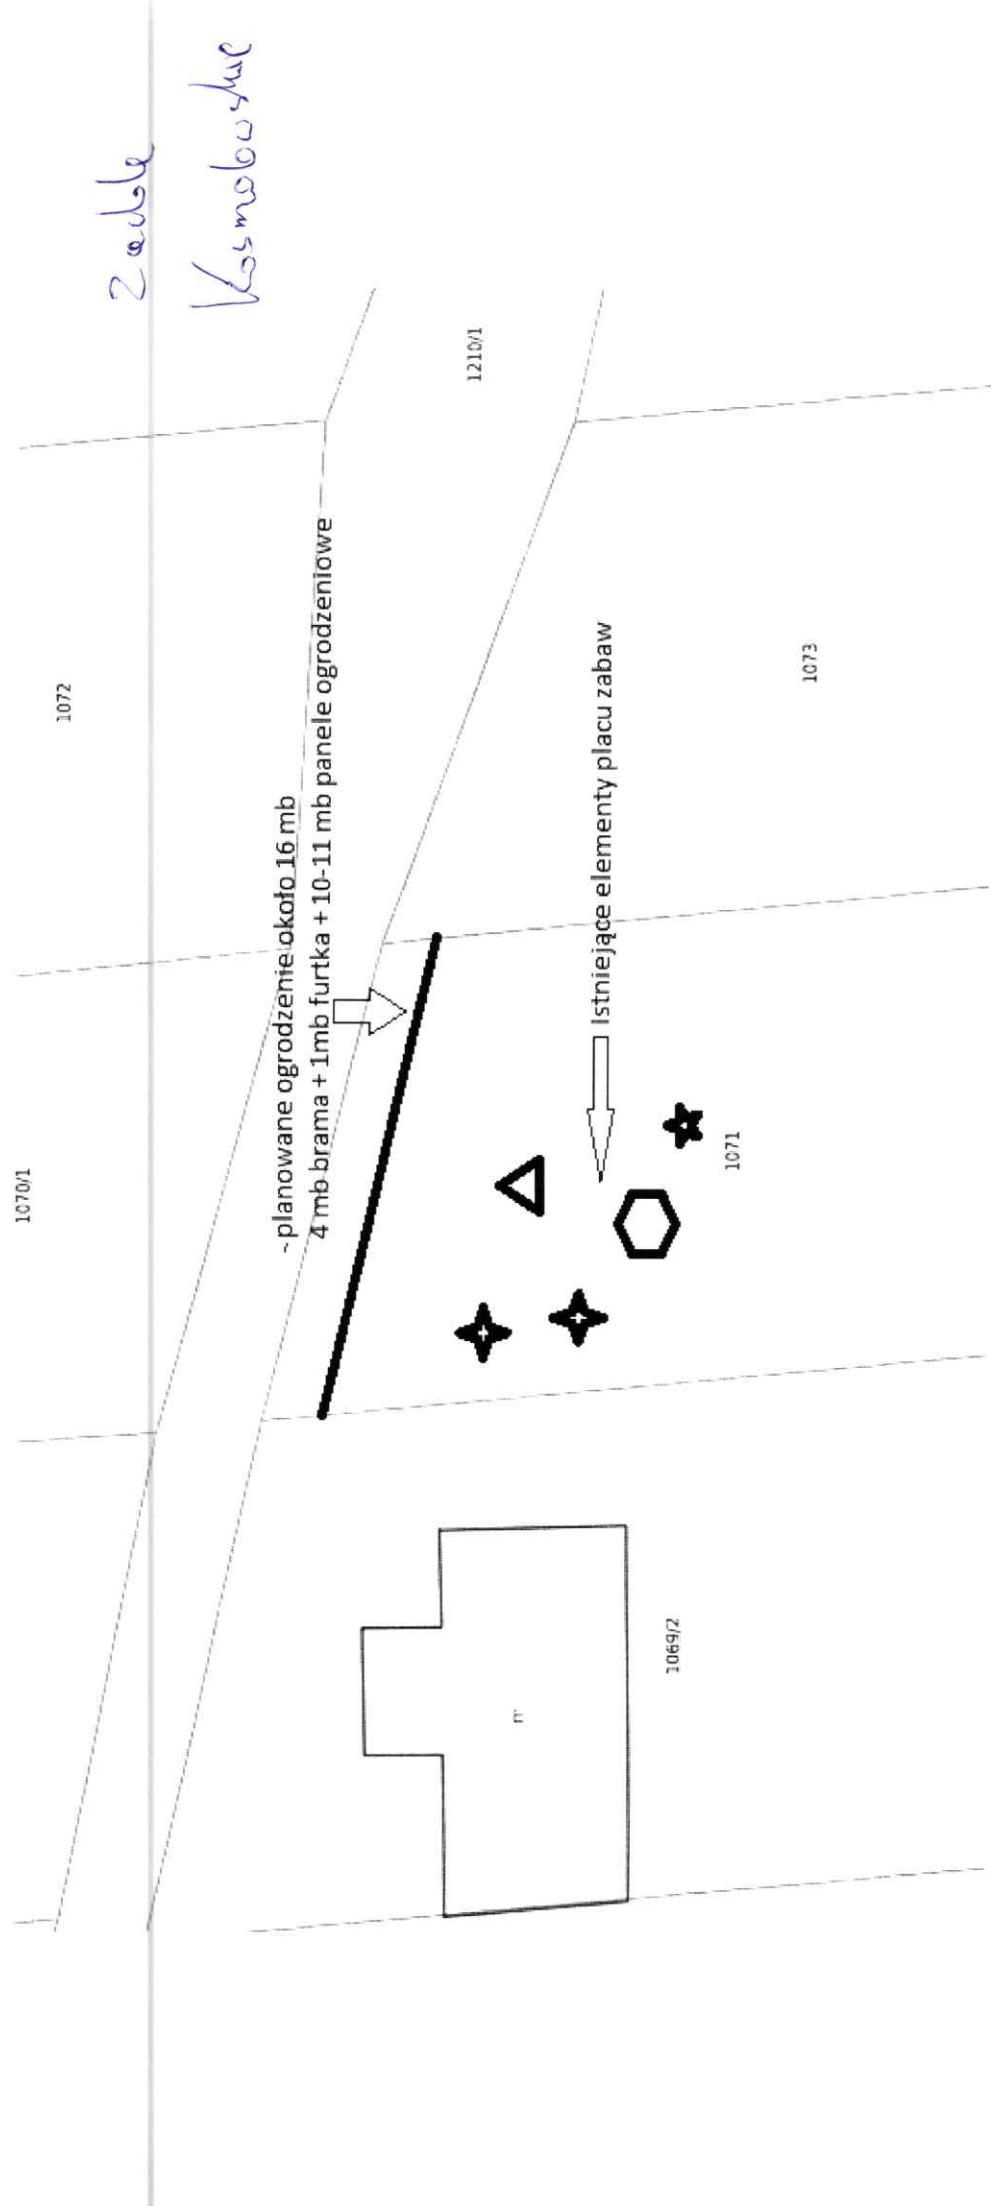 Zadole
Kosmolowskie
1072
1070/1
1210/1
-planowane ogrodzenie około 16 mb
4 mb brama + 1mb furtka + 10-11 mb panele ogrodzeniowe
Istniejące elementy placu zabaw
1073
1071
1069/2
m